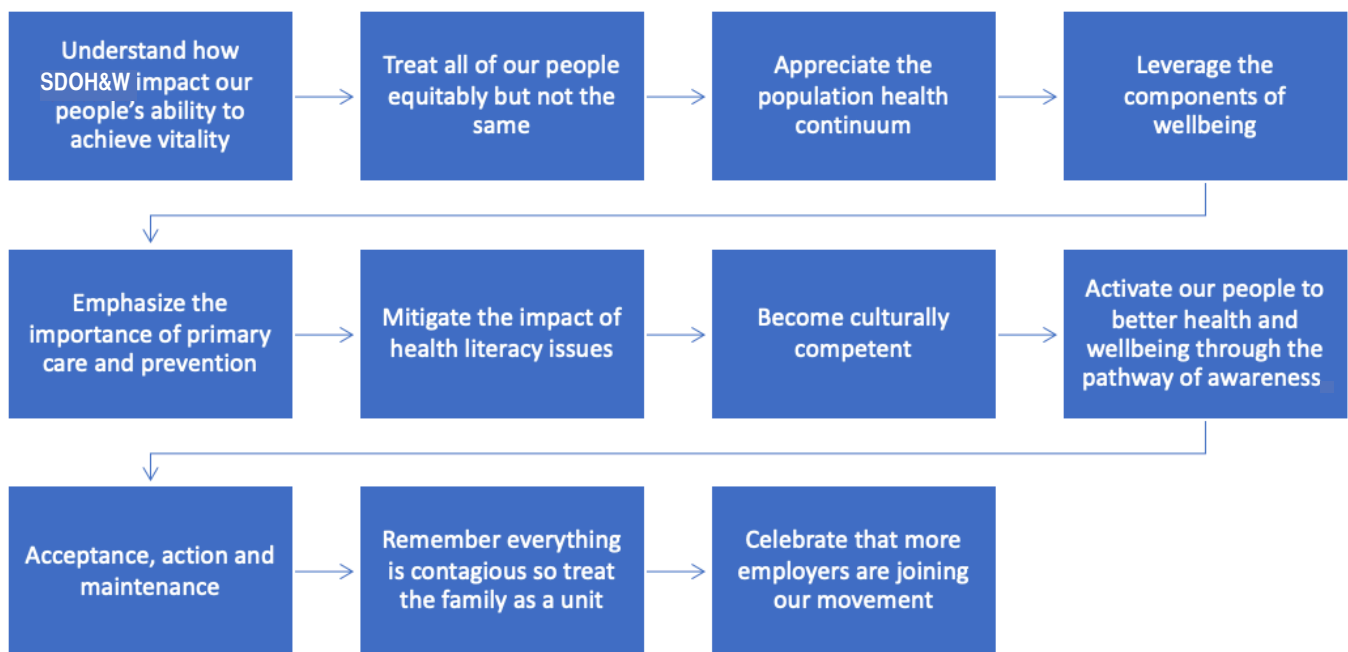 Understand how
SDOH&W impact our
people's ability to
achieve vitality
Treat all of our people
equitably but not the
same
Appreciate the
population health
continuum
Leverage the
components of
wellbeing
Emphasize the
importance of primary
care and prevention
Mitigate the impact of
health literacy issues
Become culturally
competent
Activate our people to
better health and
wellbeing through the
pathway of awareness
Acceptance, action and
maintenance
Remember everything
is contagious so treat
the family as a unit
Celebrate that more
employers are joining
our movement